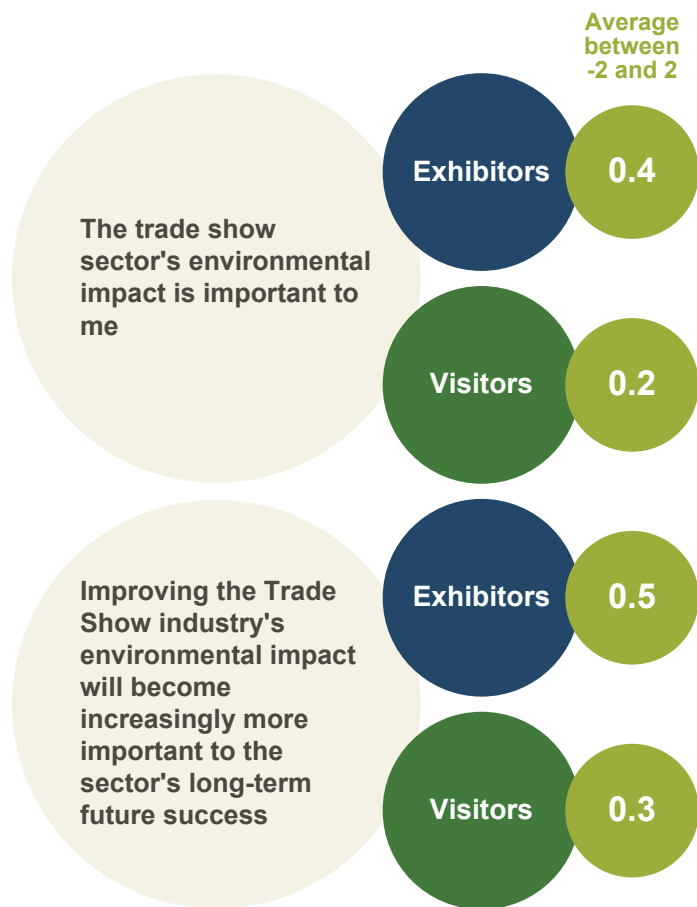 Average
between
-2 and 2
Exhibitors
0.4
The trade show
sector's environmental
impact is important to
me
Visitors
0.2
Exhibitors
0.5
Improving the Trade
Show industry's
environmental impact
will become
increasingly more
important to the
sector's long-term
future success
Visitors
0.3